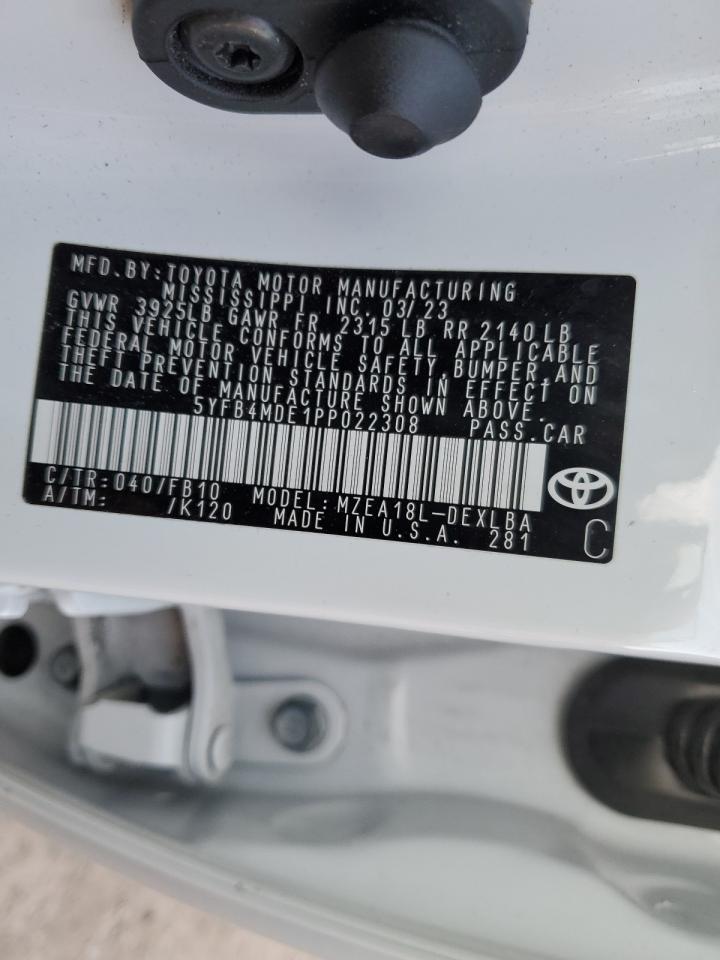 MFD.BY:TOYOTA MOTOR MANUFACTURING
MISSISSIPPI INC. 03/23
GVWR 3925LB GAWR FR 2315 LB RR 2140 LB
THIS VEHICLE CONFORMS TO ALL APPLICABLE
FEDERAL MOTOR VEHICLE SAFETY, BUMPER, AND
THEFT PREVENTION STANDARDS IN EFFECT ON
THE DATE OF MANUFACTURE SHOWN ABOVE.
5YFB4MDE1PP022308 PASS.CAR
C/TR:040/FB10 MODEL:MZEA18L-DEXLBA
A/TM: /K120 MADE IN U.S.A. 281
C